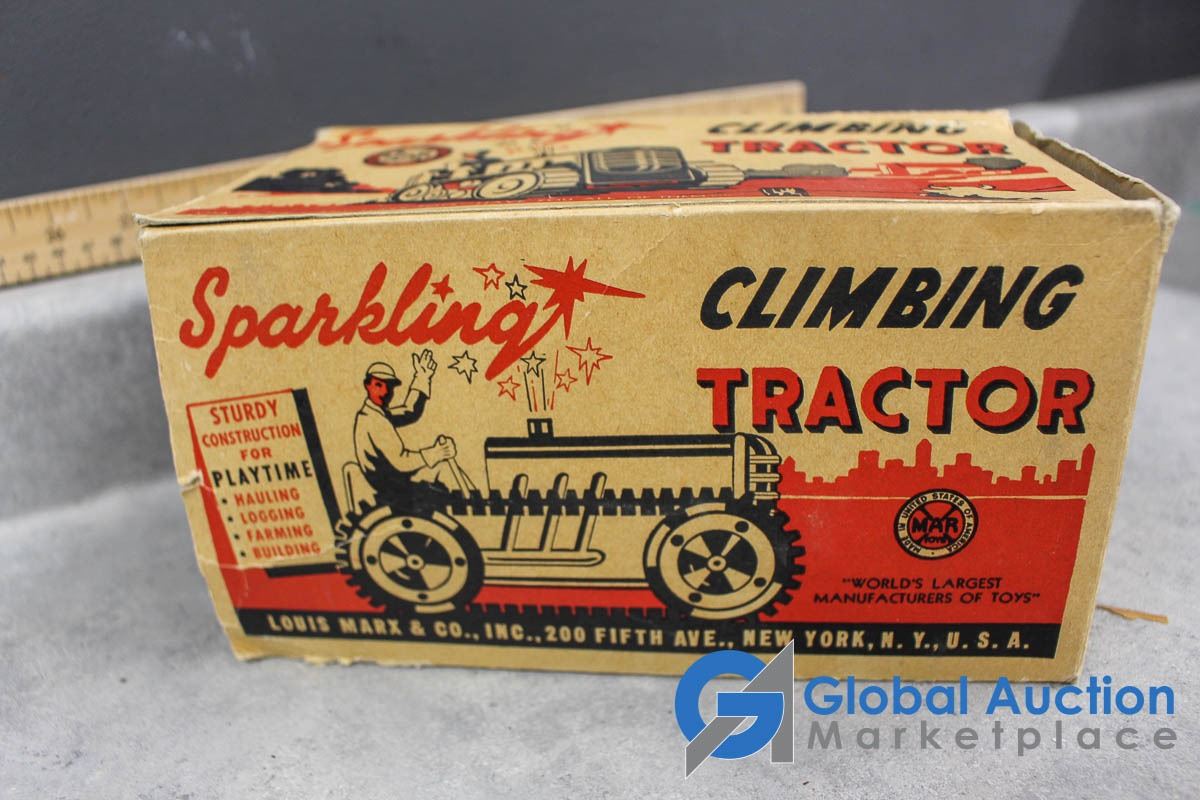 Sparkling
CLIMBING
TRACTOR
Sparkling
CLIMBING
TRACTOR
STURDY
CONSTRUCTION
FOR
PLAYTIME
• HAULING
• LOGGING
• FARMING
• BUILDING
MADE IN UNITED STATES OF AMERICA
MAR
TOYS
"WORLD'S LARGEST
MANUFACTURERS OF TOYS"
LOUIS MARX & CO., INC., 200 FIFTH AVE., NEW YORK, N. Y., U. S. A.
Global Auction
Marketplace